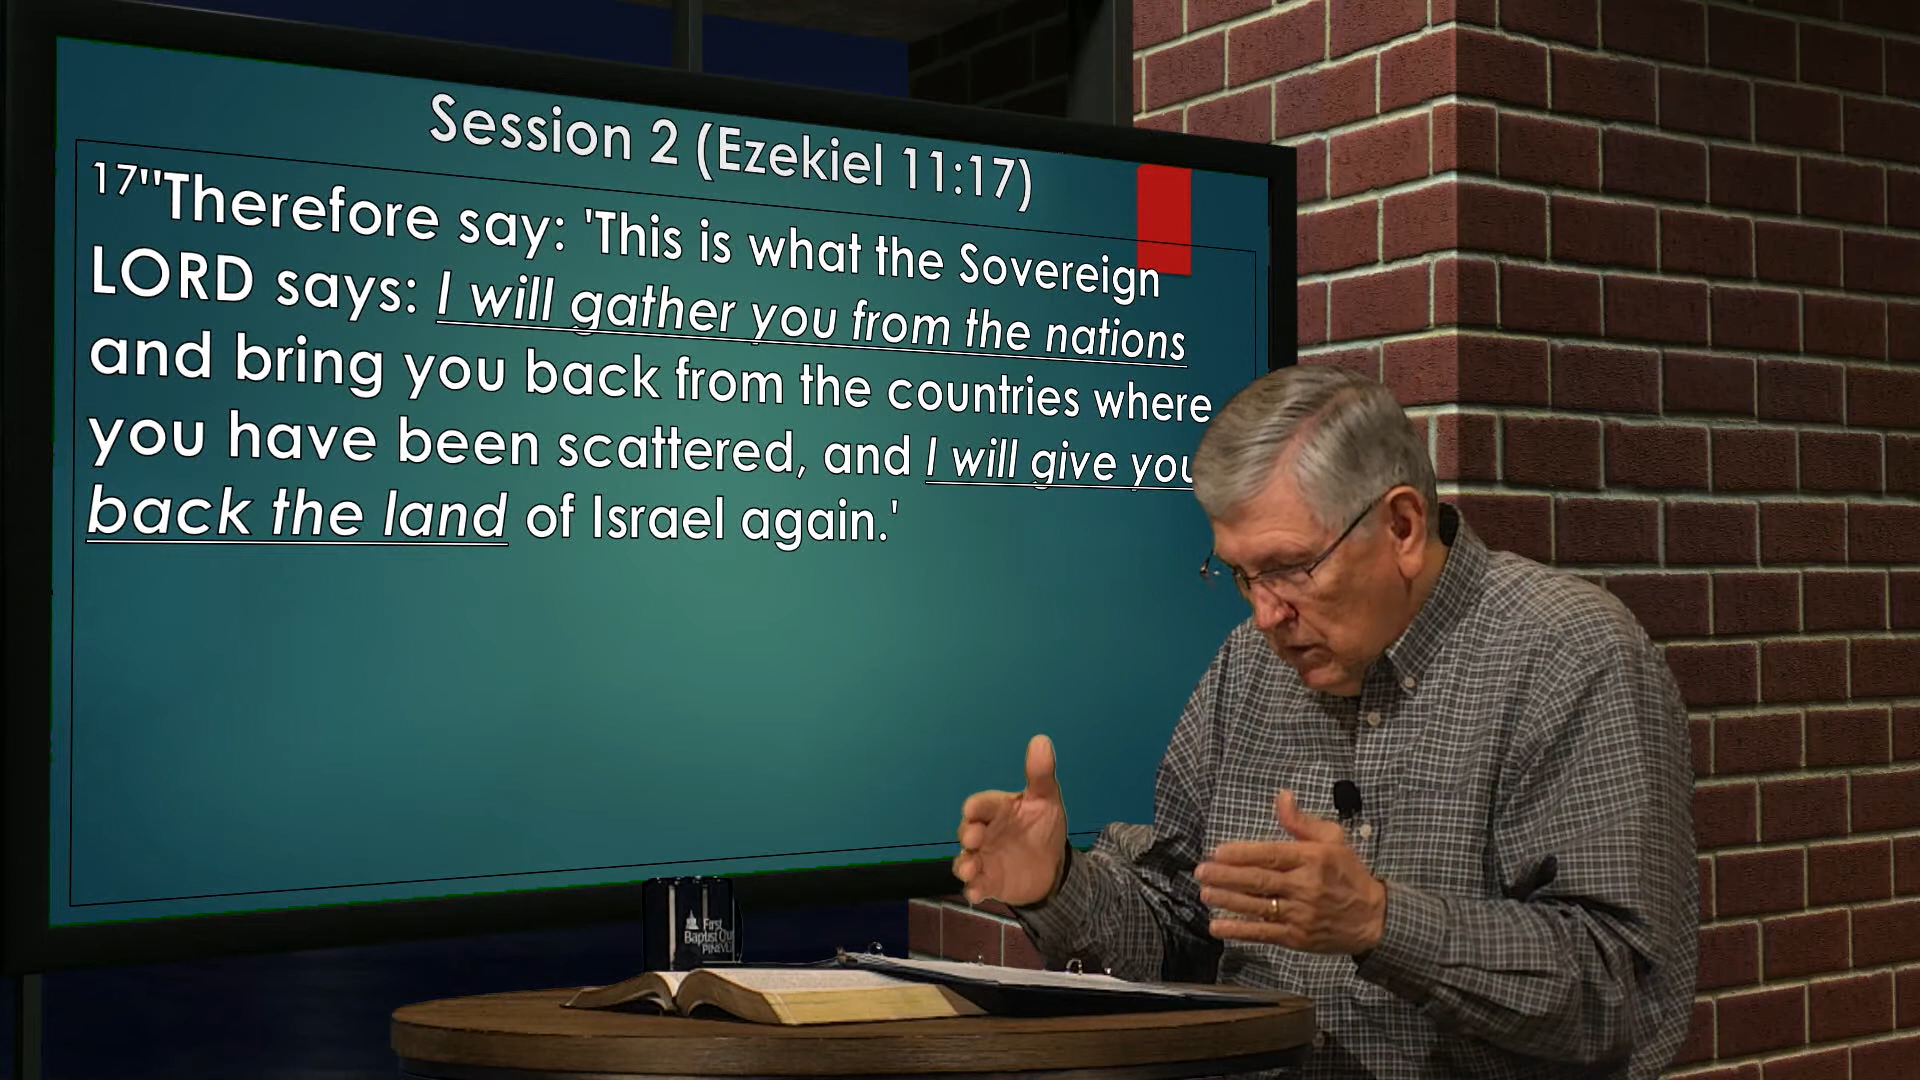 Session 2 (Ezekiel 11:17)
17"Therefore say: 'This is what the Sovereign
LORD says: I will gather you from the nations
and bring you back from the countries where
you have been scattered, and I will give you
back the land of Israel again.'
First
Baptist